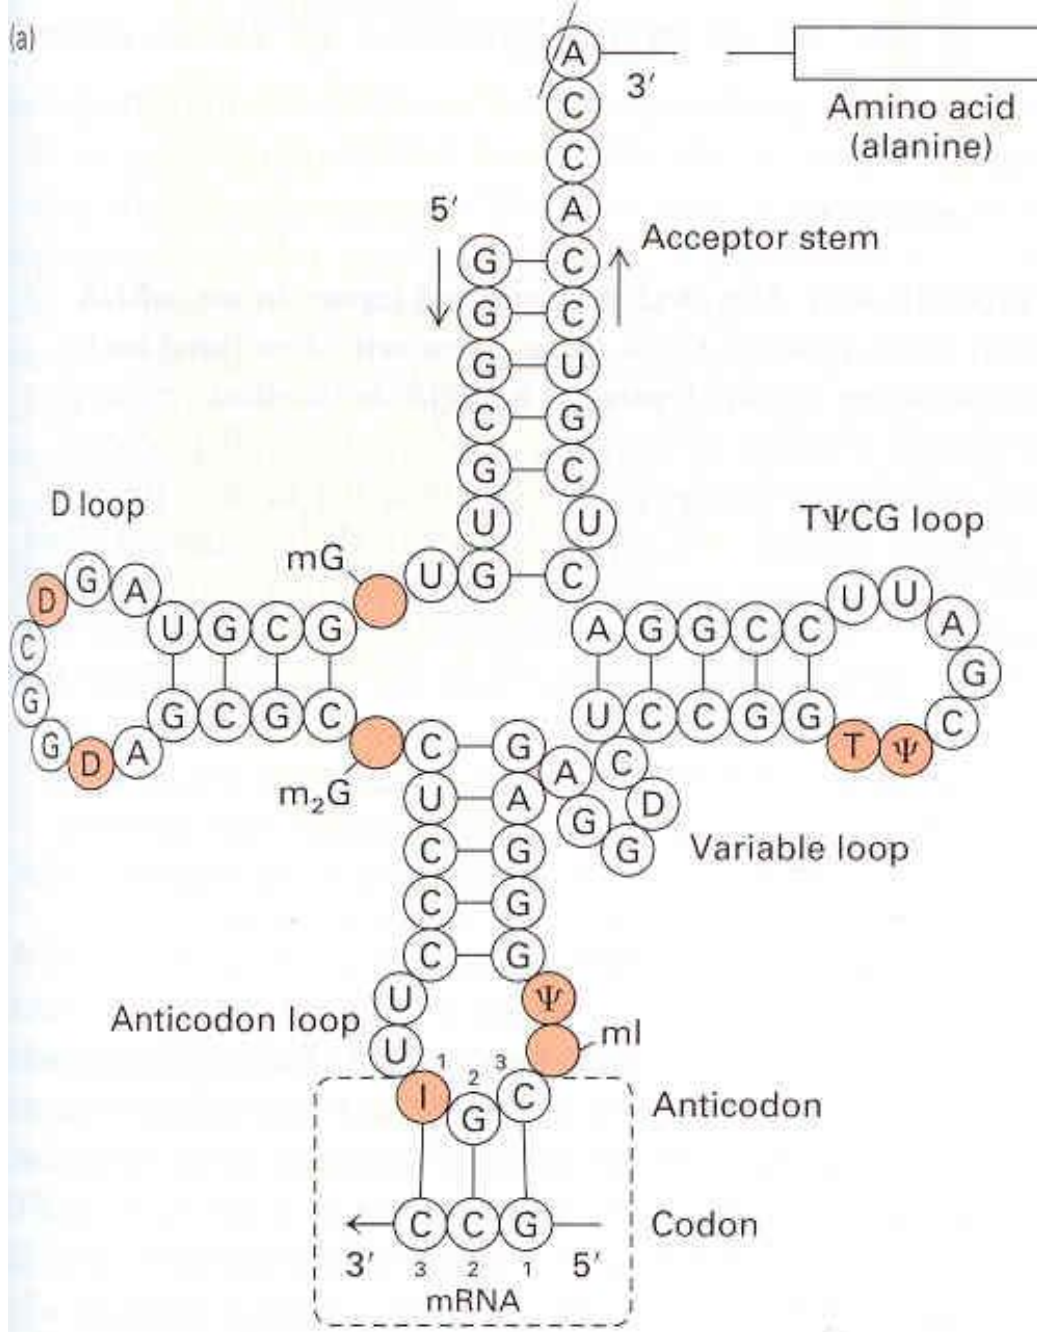 (a)
A
3′
Amino acid
(alanine)
C
C
A
5′
Acceptor stem
G C
G C
G U
C G
G C
U U
D loop
TΨCG loop
mG
U G C
D G A
U U A
U G C G
A G G C C
C
G
G
G
D A
G C G C
U C C G G
T Ψ C
m₂G
C G
A C
U A
G D
G
Variable loop
C G
C G
C G
U
Ψ
Anticodon loop
U
mI
1 2 3
I G C
Anticodon
C C G
Codon
3′ 3 2 1 5′
mRNA